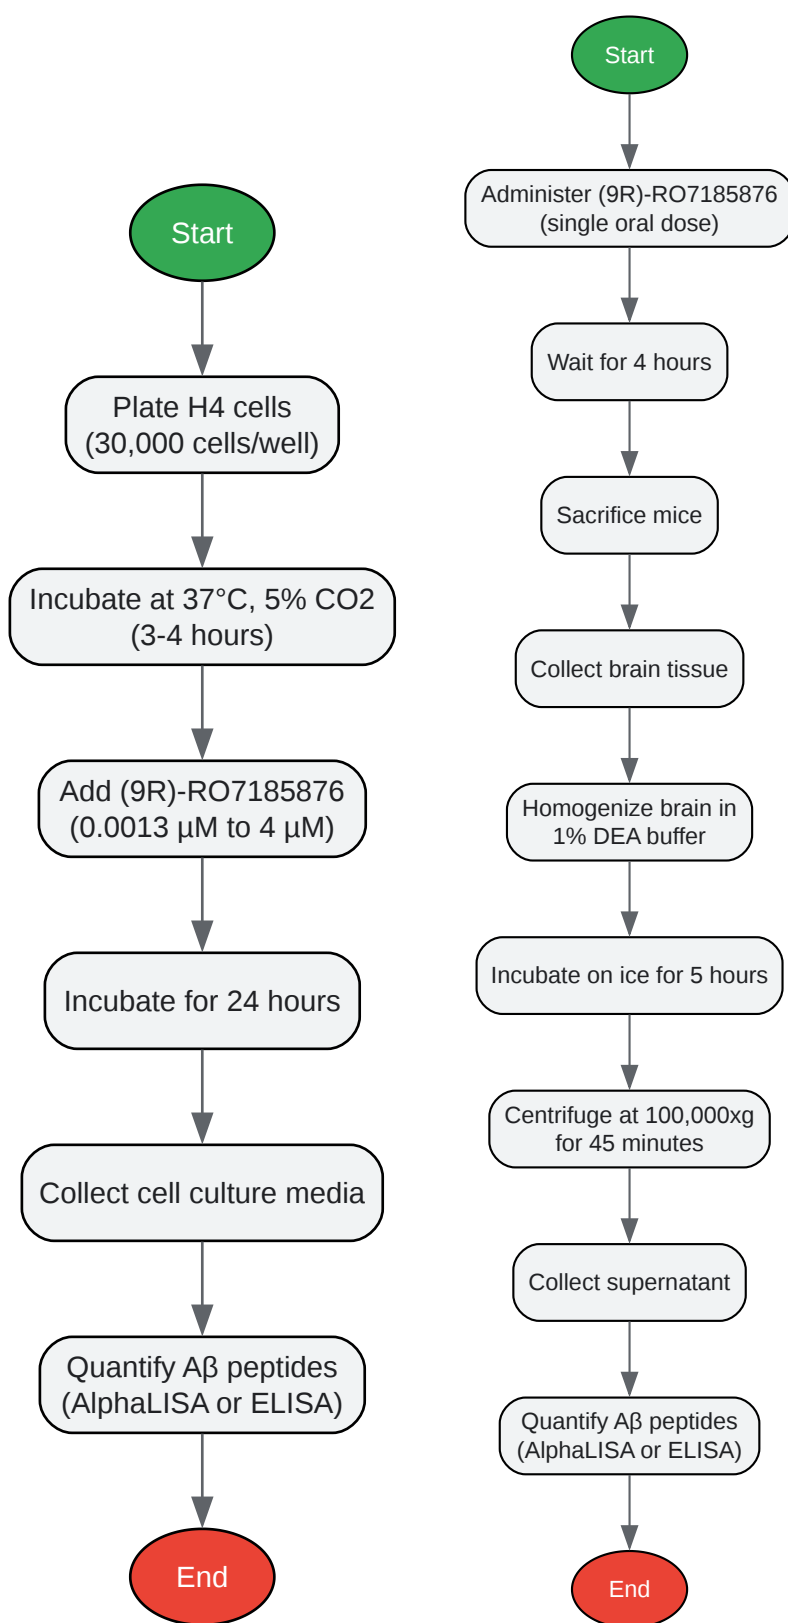 Start
Plate H4 cells
(30,000 cells/well)
Incubate at 37°C, 5% CO2
(3-4 hours)
Add (9R)-RO7185876
(0.0013 µM to 4 µM)
Incubate for 24 hours
Collect cell culture media
Quantify Aβ peptides
(AlphaLISA or ELISA)
End
Start
Administer (9R)-RO7185876
(single oral dose)
Wait for 4 hours
Sacrifice mice
Collect brain tissue
Homogenize brain in
1% DEA buffer
Incubate on ice for 5 hours
Centrifuge at 100,000xg
for 45 minutes
Collect supernatant
Quantify Aβ peptides
(AlphaLISA or ELISA)
End